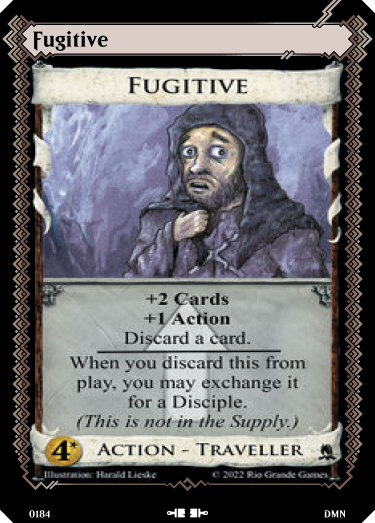 Fugitive
FUGITIVE
+2 Cards
+1 Action
Discard a card.
When you discard this from
play, you may exchange it
for a Disciple.
(This is not in the Supply.)
4*
ACTION - TRAVELLER
Illustration: Harald Lieske © 2022 Rio Grande Games
0184 DMN